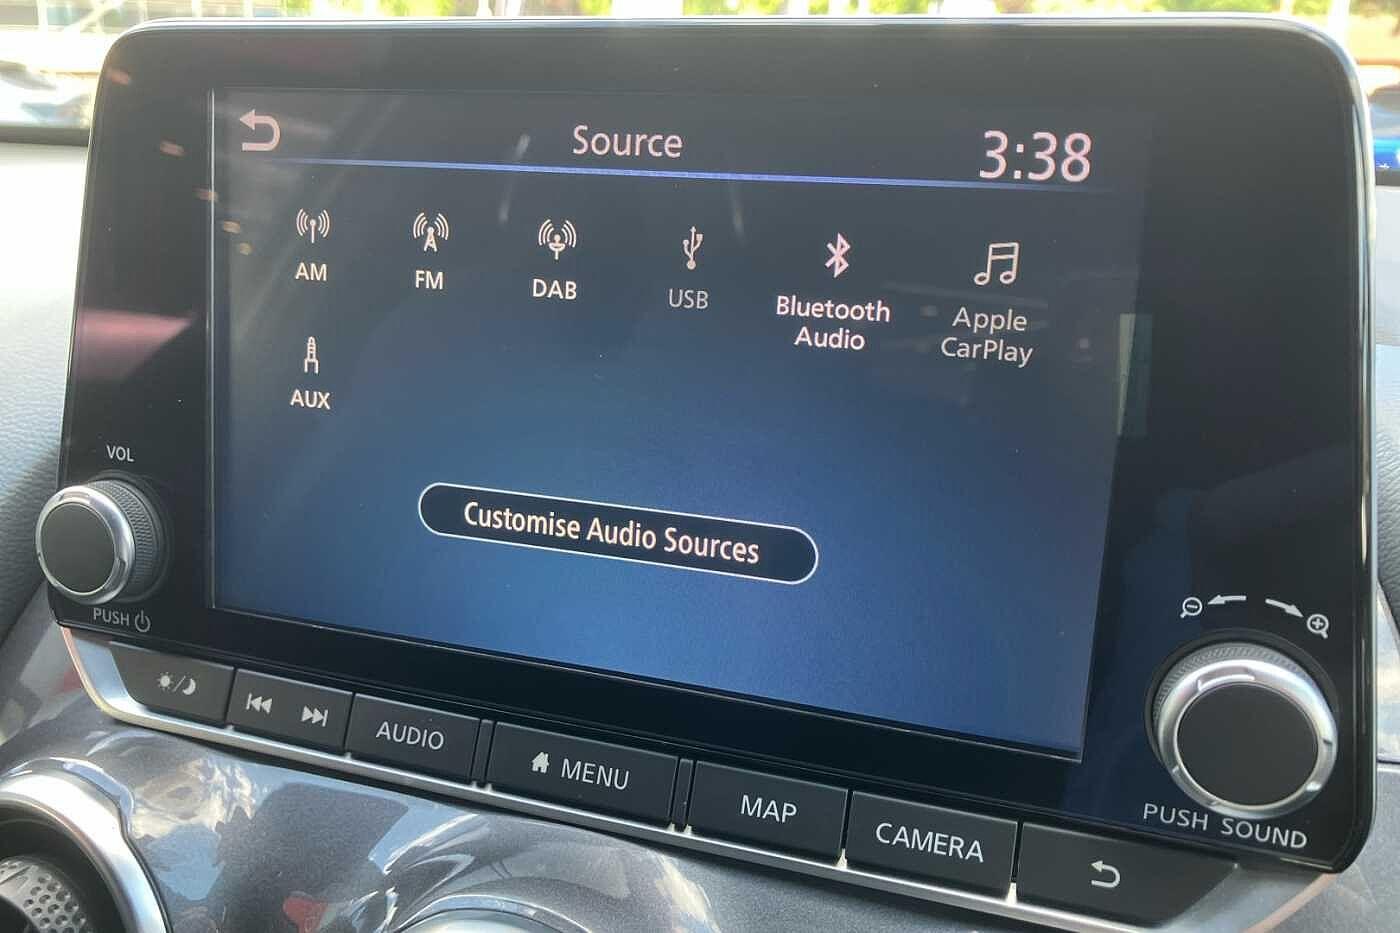 Source
3:38
AM
FM
DAB
USB
Bluetooth
Audio
Apple
CarPlay
AUX
VOL
Customise Audio Sources
PUSH
AUDIO
MENU
MAP
CAMERA
PUSH SOUND